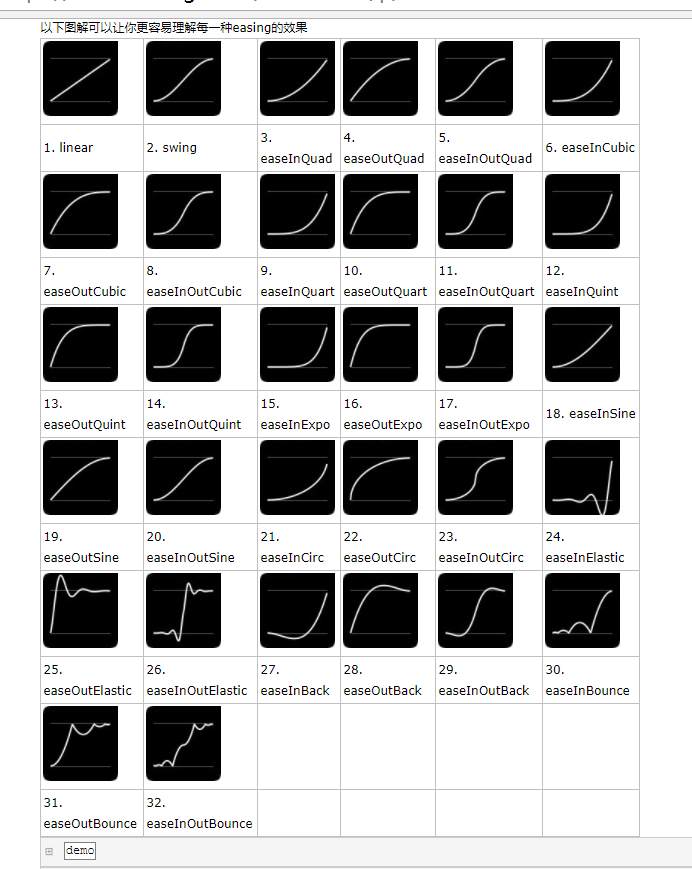 以下图解可以让你更容易理解每一种easing的效果
1. linear
2. swing
3.
easeInQuad
4.
easeOutQuad
5.
easeInOutQuad
6. easeInCubic
7.
easeOutCubic
8.
easeInOutCubic
9.
easeInQuart
10.
easeOutQuart
11.
easeInOutQuart
12.
easeInQuint
13.
easeOutQuint
14.
easeInOutQuint
15.
easeInExpo
16.
easeOutExpo
17.
easeInOutExpo
18. easeInSine
19.
easeOutSine
20.
easeInOutSine
21.
easeInCirc
22.
easeOutCirc
23.
easeInOutCirc
24.
easeInElastic
25.
easeOutElastic
26.
easeInOutElastic
27.
easeInBack
28.
easeOutBack
29.
easeInOutBack
30.
easeInBounce
31.
easeOutBounce
32.
easeInOutBounce
demo